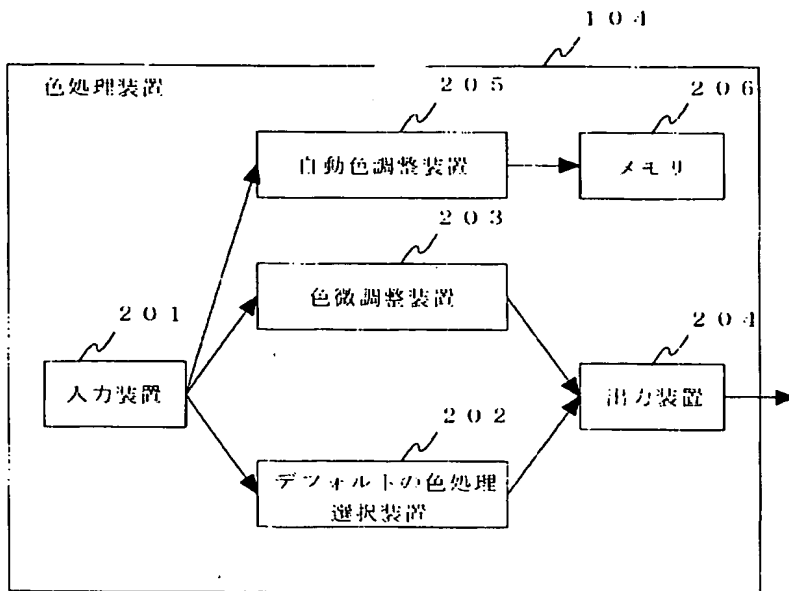 104
色処理装置
205
206
自動色調整装置
メモリ
203
色微調整装置
201
204
入力装置
出力装置
202
デフォルトの色処理
選択装置